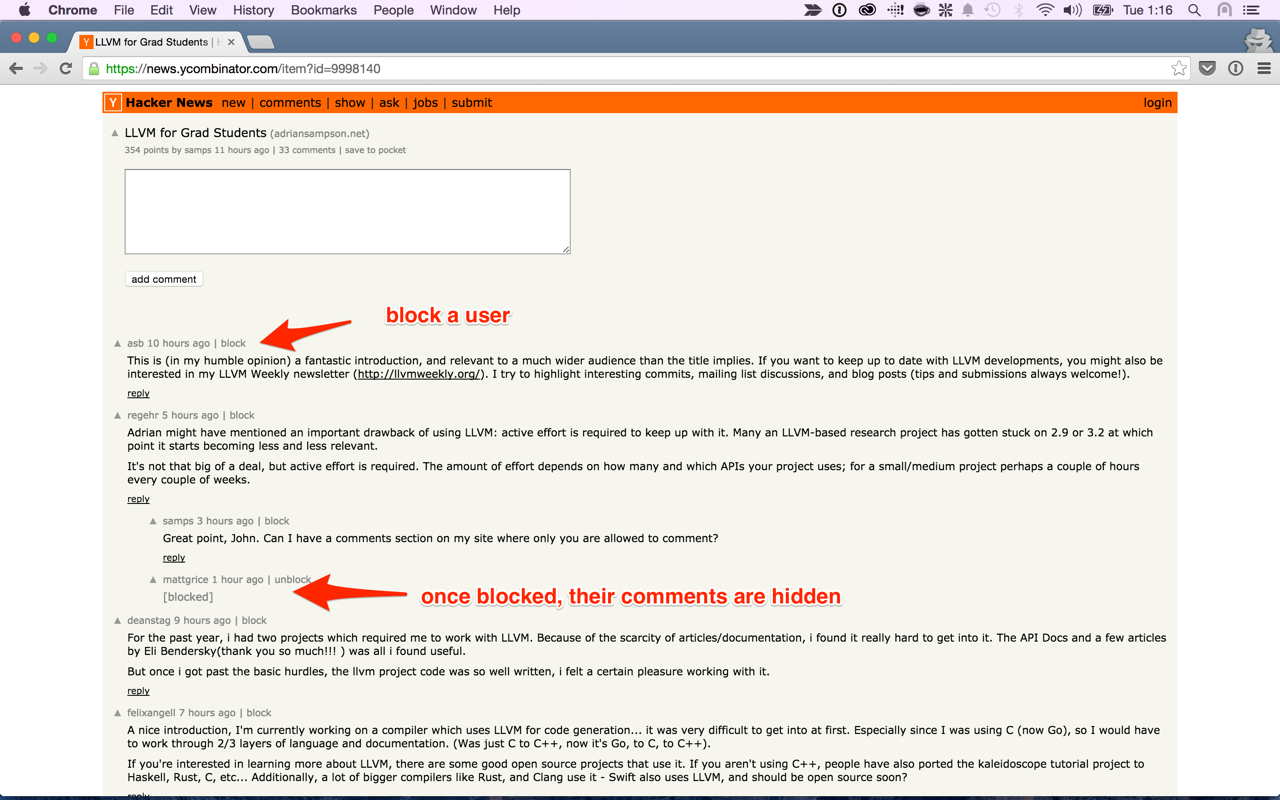 Chrome File Edit View History Bookmarks People Window Help Tue 1:16
LLVM for Grad Students | H
https://news.ycombinator.com/item?id=9998140
Y Hacker News new | comments | show | ask | jobs | submit login
LLVM for Grad Students (adriansampson.net)
354 points by samps 11 hours ago | 33 comments | save to pocket
add comment
block a user
asb 10 hours ago | block
This is (in my humble opinion) a fantastic introduction, and relevant to a much wider audience than the title implies. If you want to keep up to date with LLVM developments, you might also be
interested in my LLVM Weekly newsletter (http://llvmweekly.org/). I try to highlight interesting commits, mailing list discussions, and blog posts (tips and submissions always welcome!).
reply
regehr 5 hours ago | block
Adrian might have mentioned an important drawback of using LLVM: active effort is required to keep up with it. Many an LLVM-based research project has gotten stuck on 2.9 or 3.2 at which
point it starts becoming less and less relevant.
It's not that big of a deal, but active effort is required. The amount of effort depends on how many and which APIs your project uses; for a small/medium project perhaps a couple of hours
every couple of weeks.
reply
samps 3 hours ago | block
Great point, John. Can I have a comments section on my site where only you are allowed to comment?
reply
mattgrice 1 hour ago | unblock
[blocked]
once blocked, their comments are hidden
deanstag 9 hours ago | block
For the past year, i had two projects which required me to work with LLVM. Because of the scarcity of articles/documentation, i found it really hard to get into it. The API Docs and a few articles
by Eli Bendersky(thank you so much!!! ) was all i found useful.
But once i got past the basic hurdles, the llvm project code was so well written, i felt a certain pleasure working with it.
reply
felixangell 7 hours ago | block
A nice introduction, I'm currently working on a compiler which uses LLVM for code generation... it was very difficult to get into at first. Especially since I was using C (now Go), so I would have
to work through 2/3 layers of language and documentation. (Was just C to C++, now it's Go, to C, to C++).
If you're interested in learning more about LLVM, there are some good open source projects that use it. If you aren't using C++, people have also ported the kaleidoscope tutorial project to
Haskell, Rust, C, etc... Additionally, a lot of bigger compilers like Rust, and Clang use it - Swift also uses LLVM, and should be open source soon?
reply